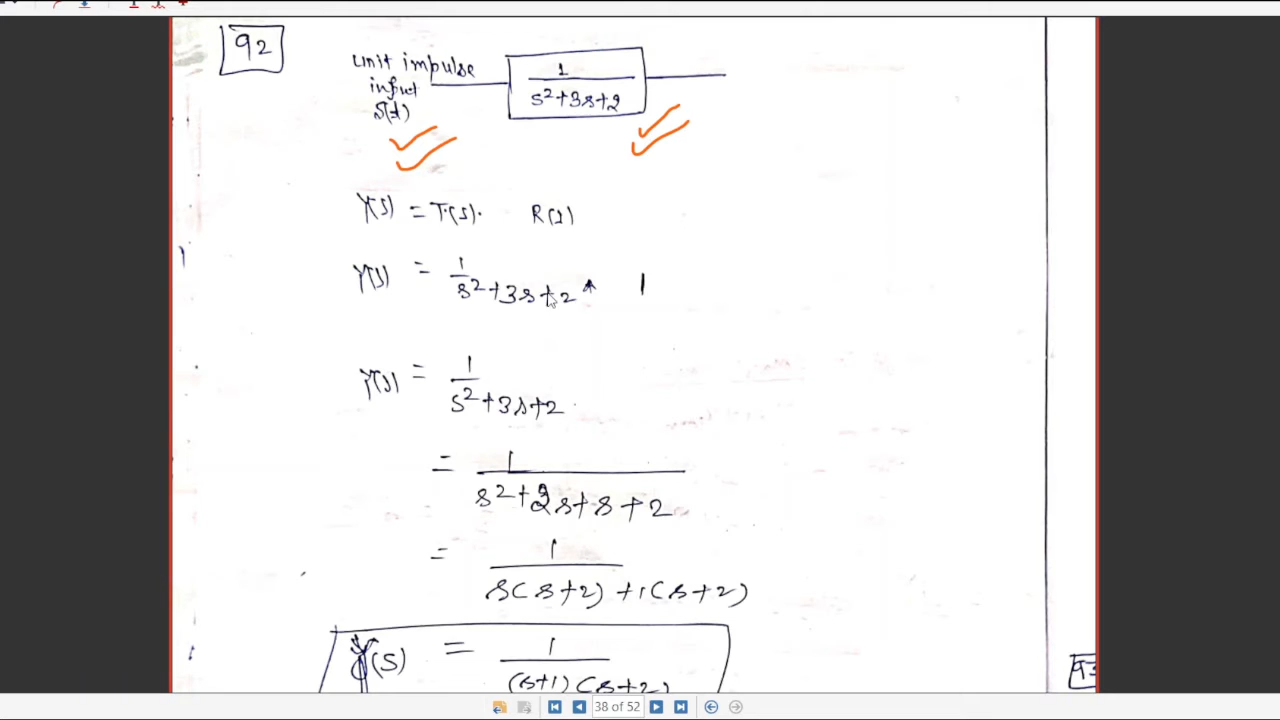 92
Unit impulse
input
δ(t)
1
s²+3s+2
Y(s) = T(s). R(s)
Y(s) = 1
s²+3s+2 * 1
Y(s) = 1
s²+3s+2
= 1
s²+2s+s+2
= 1
s(s+2) +1(s+2)
Y(s) = 1
(s+1)(s+2)
93
38 of 52